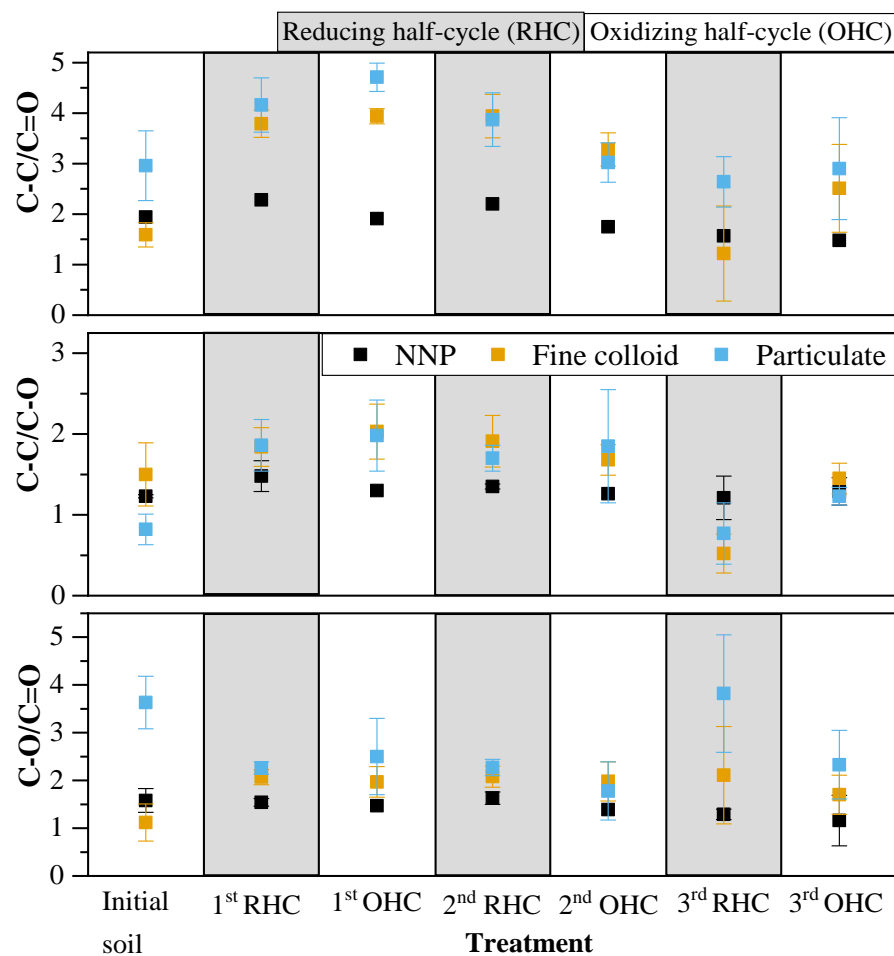 Reducing half-cycle (RHC) Oxidizing half-cycle (OHC)
C-C/C=O
5
4
3
2
1
0
NNP Fine colloid Particulate
C-C/C-O
3
2
1
0
C-O/C=O
5
4
3
2
1
0
Initial soil
1st RHC
1st OHC
2nd RHC
2nd OHC
3rd RHC
3rd OHC
Treatment